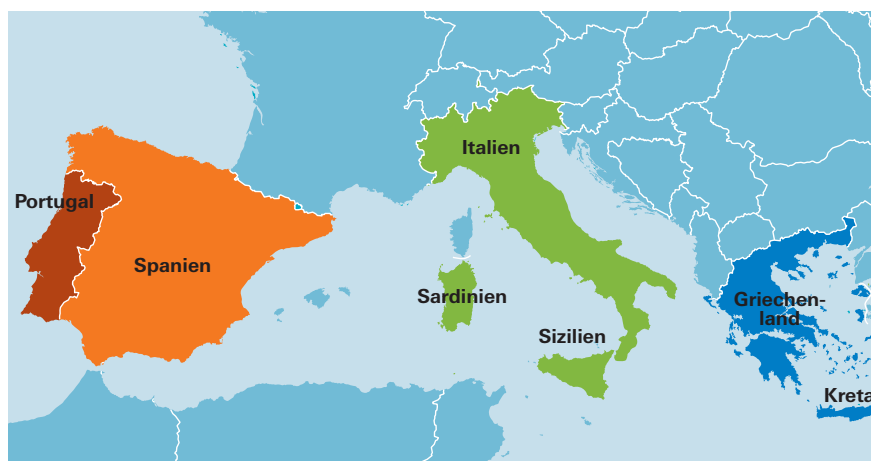 Italien
Portugal
Spanien
Sardinien
Griechen-
land
Sizilien
Kreta